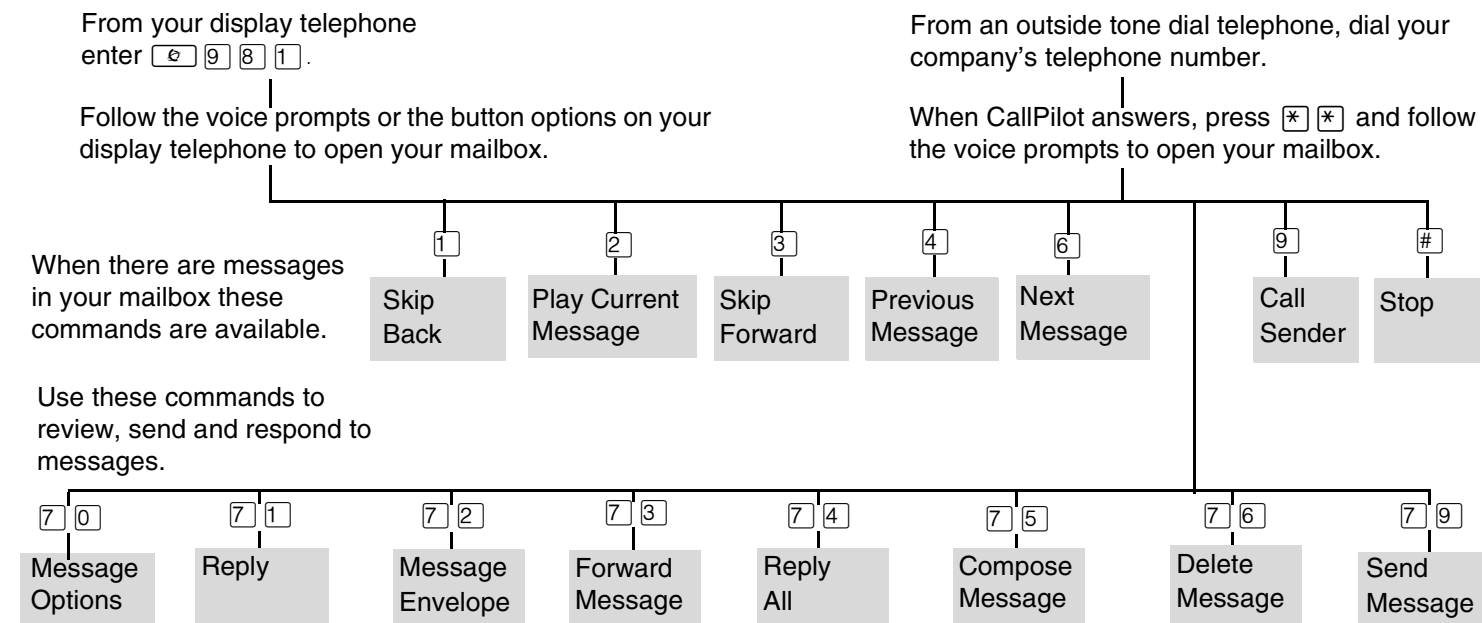 From your display telephone
enter 9 8 1 .
Follow the voice prompts or the button options on your
display telephone to open your mailbox.
From an outside tone dial telephone, dial your
company’s telephone number.
When CallPilot answers, press * * and follow
the voice prompts to open your mailbox.
When there are messages
in your mailbox these
commands are available.
1
Skip
Back
2
Play Current
Message
3
Skip
Forward
4
Previous
Message
6
Next
Message
9
Call
Sender
#
Stop
Use these commands to
review, send and respond to
messages.
7 0
Message
Options
7 1
Reply
7 2
Message
Envelope
7 3
Forward
Message
7 4
Reply
All
7 5
Compose
Message
7 6
Delete
Message
7 9
Send
Message